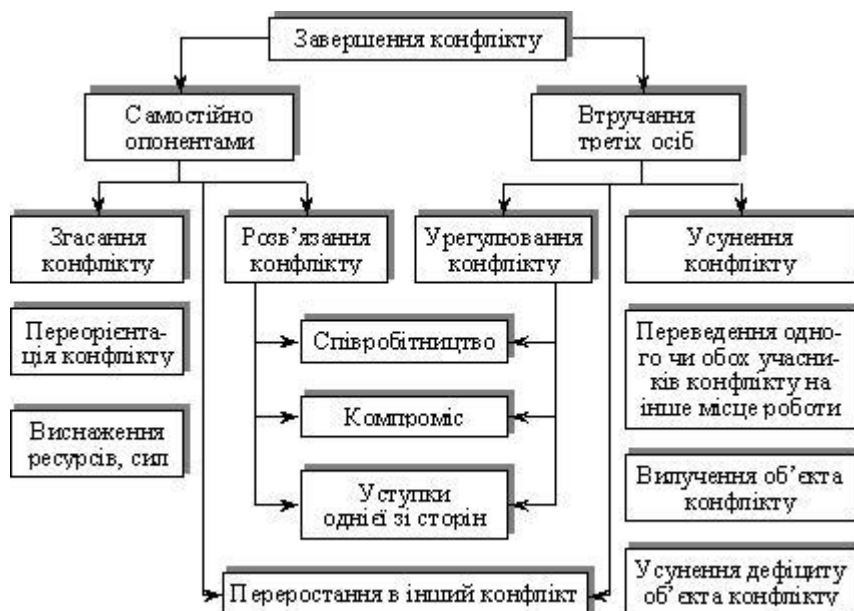 Завершення конфлікту
Самостійно
опонентами
Втручання
третіх осіб
Згасання
конфлікту
Розв’язання
конфлікту
Урегулювання
конфлікту
Усунення
конфлікту
Переорієнта-
ція конфлікту
Співробітництво
Переведення одно-
го чи обох учасни-
ків конфлікту на
інше місце роботи
Виснаження
ресурсів, сил
Компроміс
Вилучення об’єкта
конфлікту
Уступки
однієї зі сторін
Усунення дефіциту
об’єкта конфлікту
Переростання в інший конфлікт